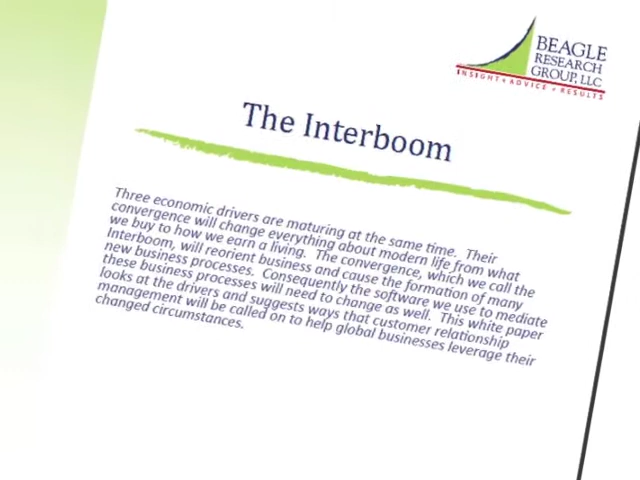 BEAGLE
RESEARCH
GROUP, LLC
INSIGHT • ADVICE • RESULTS
The Interboom
Three economic drivers are maturing at the same time. Their
convergence will change everything about modern life from what
we buy to how we earn a living. The convergence, which we call the
Interboom, will reorient business and cause the formation of many
new business processes. Consequently the software we use to mediate
these business processes will need to change as well. This white paper
looks at the drivers and suggests ways that customer relationship
management will be called on to help global businesses leverage their
changed circumstances.